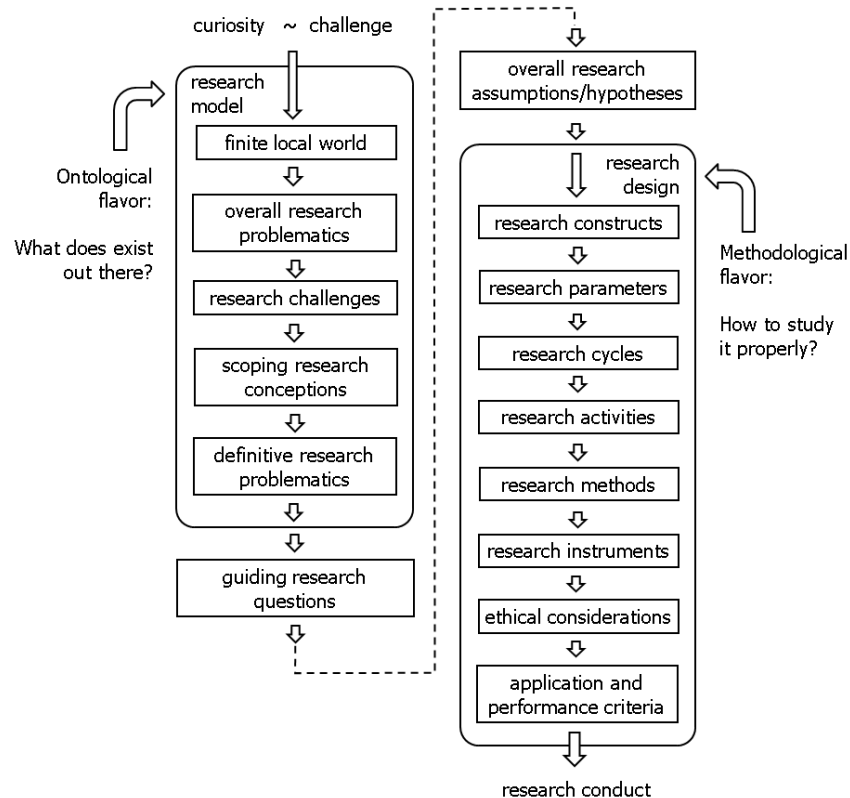 curiosity ~ challenge
research
model
finite local world
overall research
problematics
research challenges
scoping research
conceptions
definitive research
problematics
guiding research
questions
Ontological
flavor:
What does exist
out there?
overall research
assumptions/hypotheses
research
design
research constructs
research parameters
research cycles
research activities
research methods
research instruments
ethical considerations
application and
performance criteria
research conduct
Methodological
flavor:
How to study
it properly?